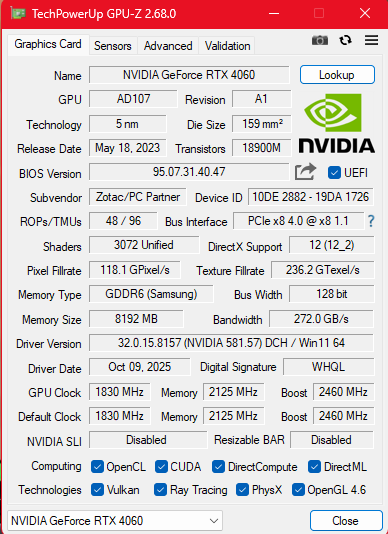 TechPowerUp GPU-Z 2.68.0
Graphics Card Sensors Advanced Validation
Name NVIDIA GeForce RTX 4060 Lookup
GPU AD107 Revision A1
Technology 5 nm Die Size 159 mm²
Release Date May 18, 2023 Transistors 18900M
NVIDIA
BIOS Version 95.07.31.40.47 UEFI
Subvendor Zotac/PC Partner Device ID 10DE 2882 - 19DA 1726
ROPs/TMUs 48 / 96 Bus Interface PCIe x8 4.0 @ x8 1.1 ?
Shaders 3072 Unified DirectX Support 12 (12_2)
Pixel Fillrate 118.1 GPixel/s Texture Fillrate 236.2 GTexel/s
Memory Type GDDR6 (Samsung) Bus Width 128 bit
Memory Size 8192 MB Bandwidth 272.0 GB/s
Driver Version 32.0.15.8157 (NVIDIA 581.57) DCH / Win11 64
Driver Date Oct 09, 2025 Digital Signature WHQL
GPU Clock 1830 MHz Memory 2125 MHz Boost 2460 MHz
Default Clock 1830 MHz Memory 2125 MHz Boost 2460 MHz
NVIDIA SLI Disabled Resizable BAR Disabled
Computing OpenCL CUDA DirectCompute DirectML
Technologies Vulkan Ray Tracing PhysX OpenGL 4.6
NVIDIA GeForce RTX 4060 Close